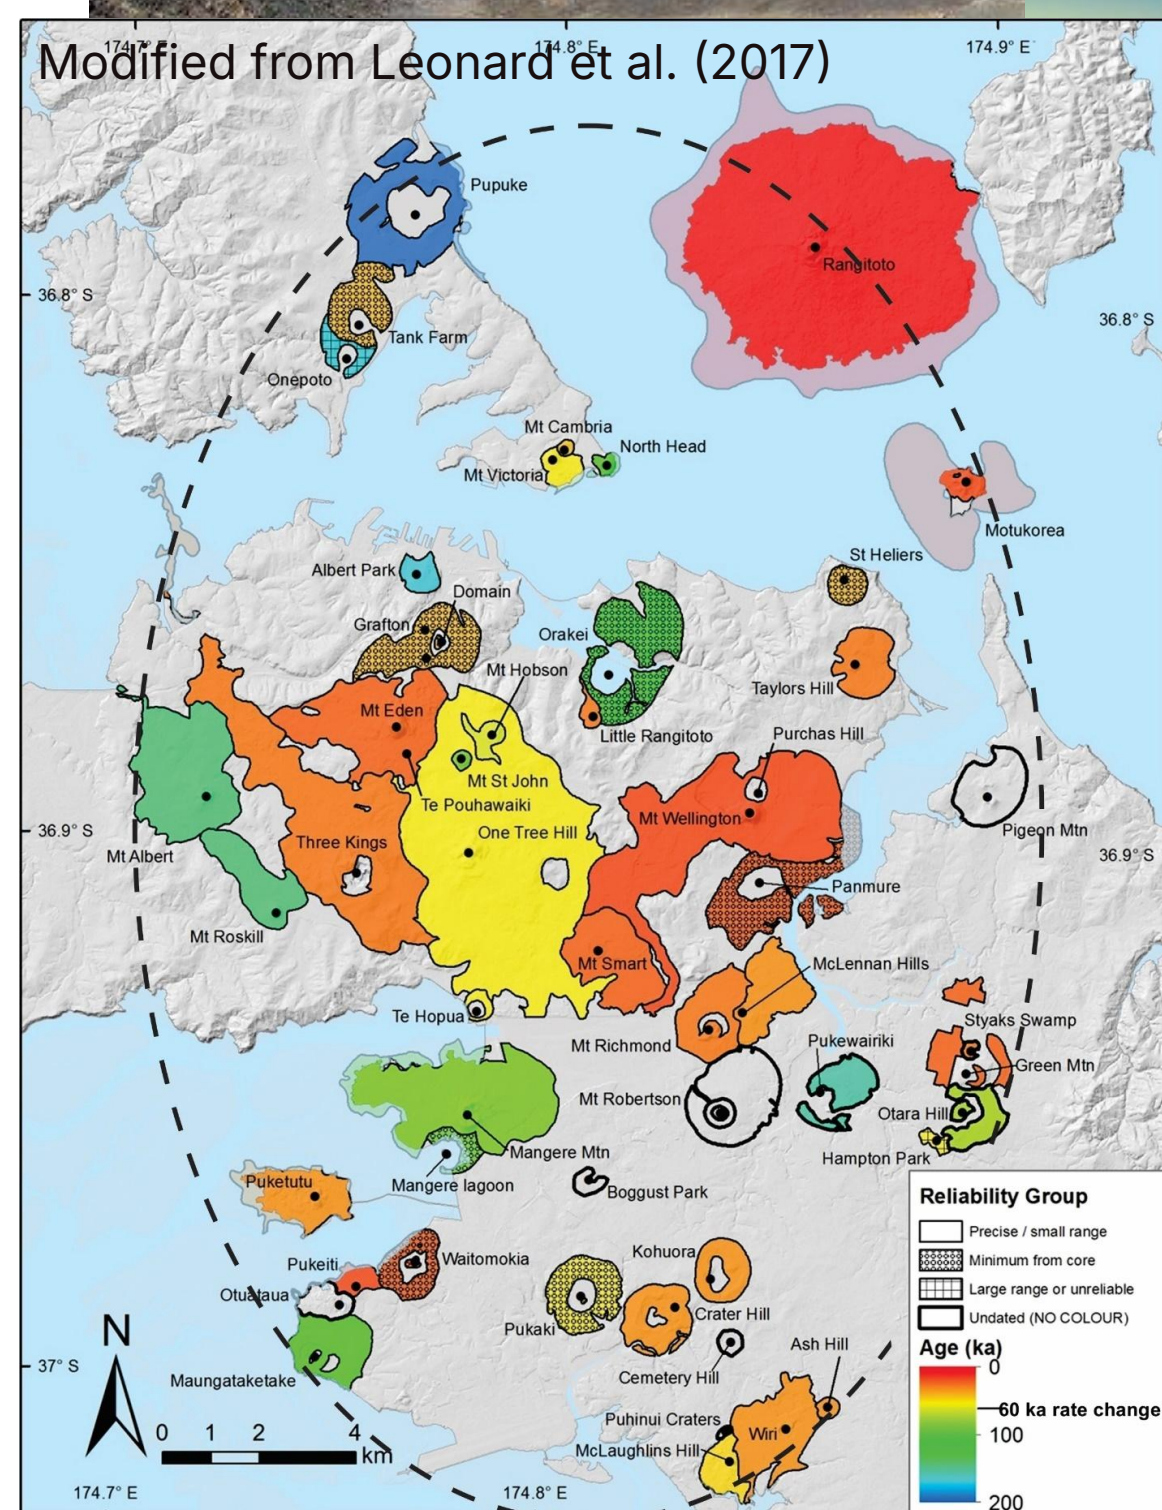 174.7° E
174.8° E
174.9° E
Modified from Leonard et al. (2017)
Pupuke
Rangitoto
36.8° S
36.8° S
Tank Farm
Onepoto
Mt Cambria
North Head
Mt Victoria
Motukorea
St Heliers
Albert Park
Domain
Grafton
Orakei
Mt Hobson
Taylors Hill
Mt Eden
Little Rangitoto
Purchas Hill
Mt St John
Te Pouhawaiki
Mt Wellington
One Tree Hill
Pigeon Mtn
36.9° S
Three Kings
Mt Albert
36.9° S
Panmure
Mt Roskill
Mt Smart
McLennan Hills
Te Hopua
Styaks Swamp
Mt Richmond
Pukewairiki
Green Mtn
Mt Robertson
Otara Hill
Mangere Mtn
Hampton Park
Puketutu
Mangere lagoon
Boggust Park
Reliability Group
Precise / small range
Minimum from core
Large range or unreliable
Undated (NO COLOUR)
Kohuora
Waitomokia
Pukeiti
Otuataua
Crater Hill
Pukaki
N
Ash Hill
Age (ka)
0
60 ka rate change
100
200
37° S
Maungataketake
Cemetery Hill
Puhinui Craters
Wiri
McLaughlins Hill
0 1 2 4
km
174.7° E
174.8° E